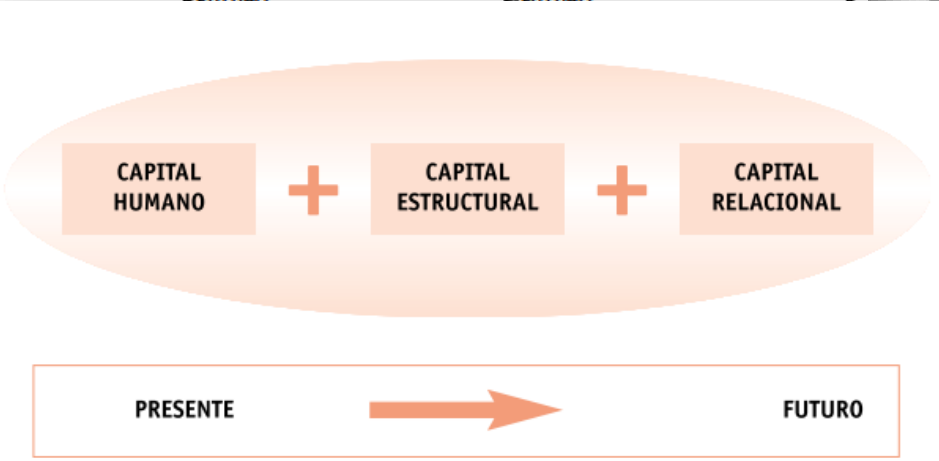 CAPITAL
HUMANO
CAPITAL
ESTRUCTURAL
CAPITAL
RELACIONAL
PRESENTE
FUTURO